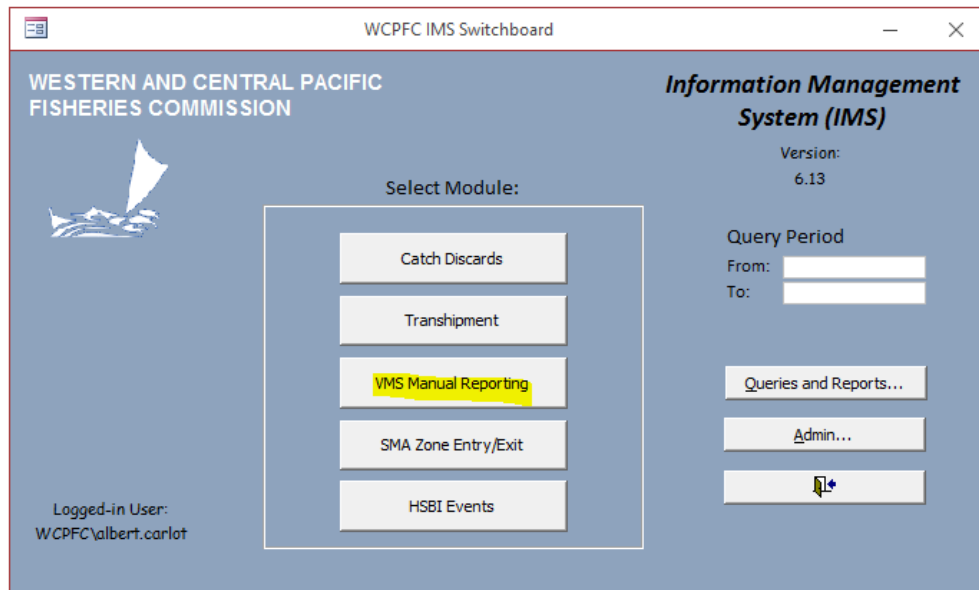 WCPFC IMS Switchboard
WESTERN AND CENTRAL PACIFIC
FISHERIES COMMISSION
Information Management
System (IMS)
Version:
6.13
Select Module:
Catch Discards
Transhipment
VMS Manual Reporting
SMA Zone Entry/Exit
HSBI Events
Query Period
From:
To:
Queries and Reports...
Admin...
Logged-in User:
WCPFC\albert.carlot